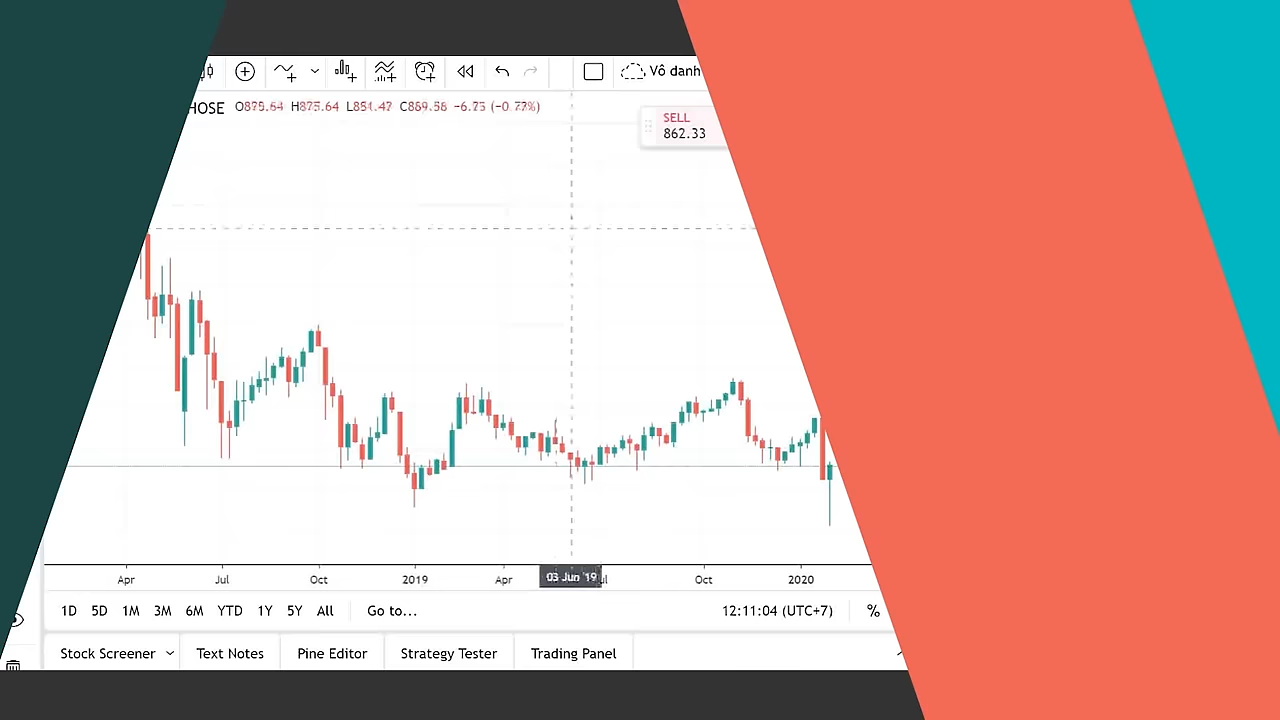 Vô danh
HOSE O875.64 H875.64 L851.47 C869.56 −6.75 (−0.77%)
SELL
862.33
Apr Jul Oct 2019 Apr 03 Jun '19 Oct 2020
1D 5D 1M 3M 6M YTD 1Y 5Y All Go to... 12:11:04 (UTC+7) %
Stock Screener Text Notes Pine Editor Strategy Tester Trading Panel